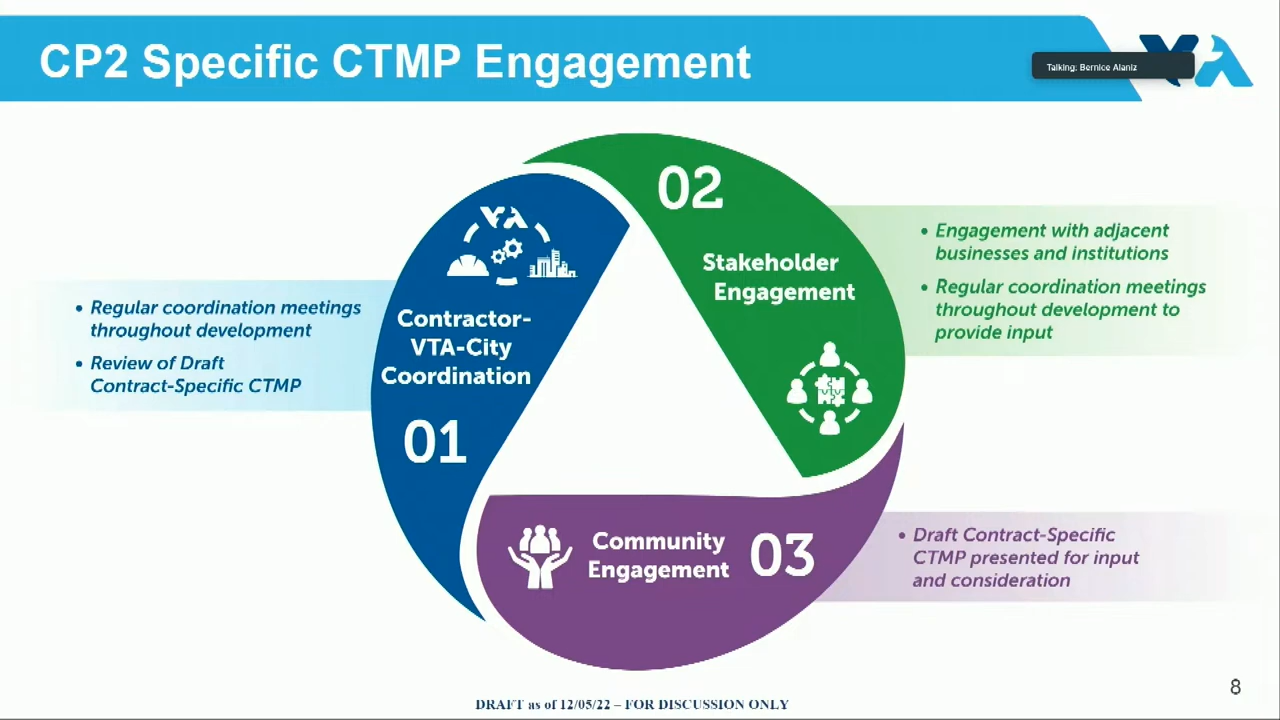 CP2 Specific CTMP Engagement
Talking: Bernice Alaniz
VTA
Contractor-
VTA-City
Coordination
01
• Regular coordination meetings
throughout development
• Review of Draft
Contract-Specific CTMP
02
Stakeholder
Engagement
• Engagement with adjacent
businesses and institutions
• Regular coordination meetings
throughout development to
provide input
Community
Engagement
03
• Draft Contract-Specific
CTMP presented for input
and consideration
8
DRAFT as of 12/05/22 – FOR DISCUSSION ONLY